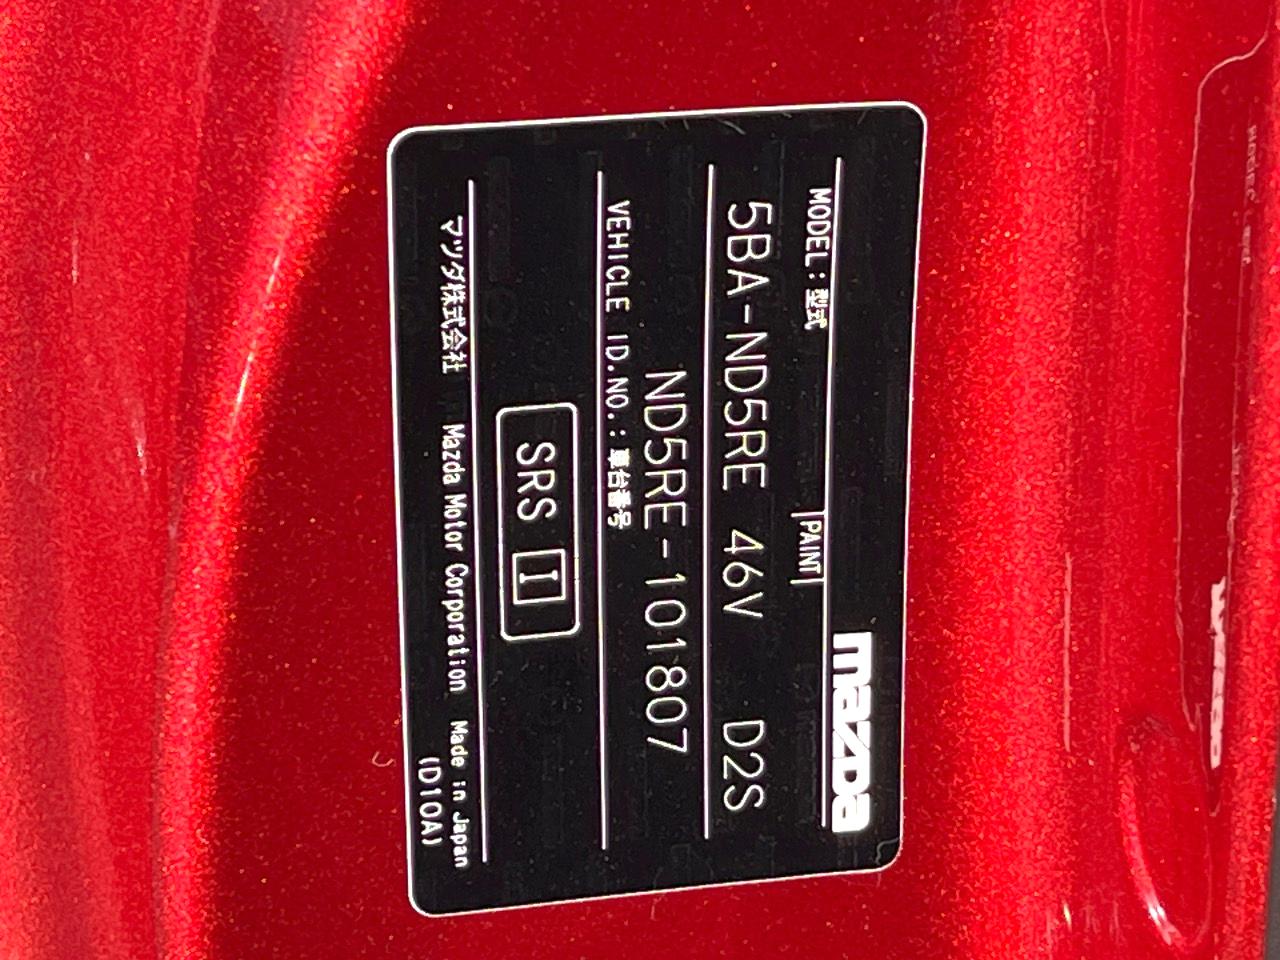 mazda
MODEL:型式 PAINT
5BA-ND5RE 46V D2S
VEHICLE ID.NO.:車台番号
ND5RE-101807
SRS I
マツダ株式会社 Mazda Motor Corporation Made in Japan
(D10A)